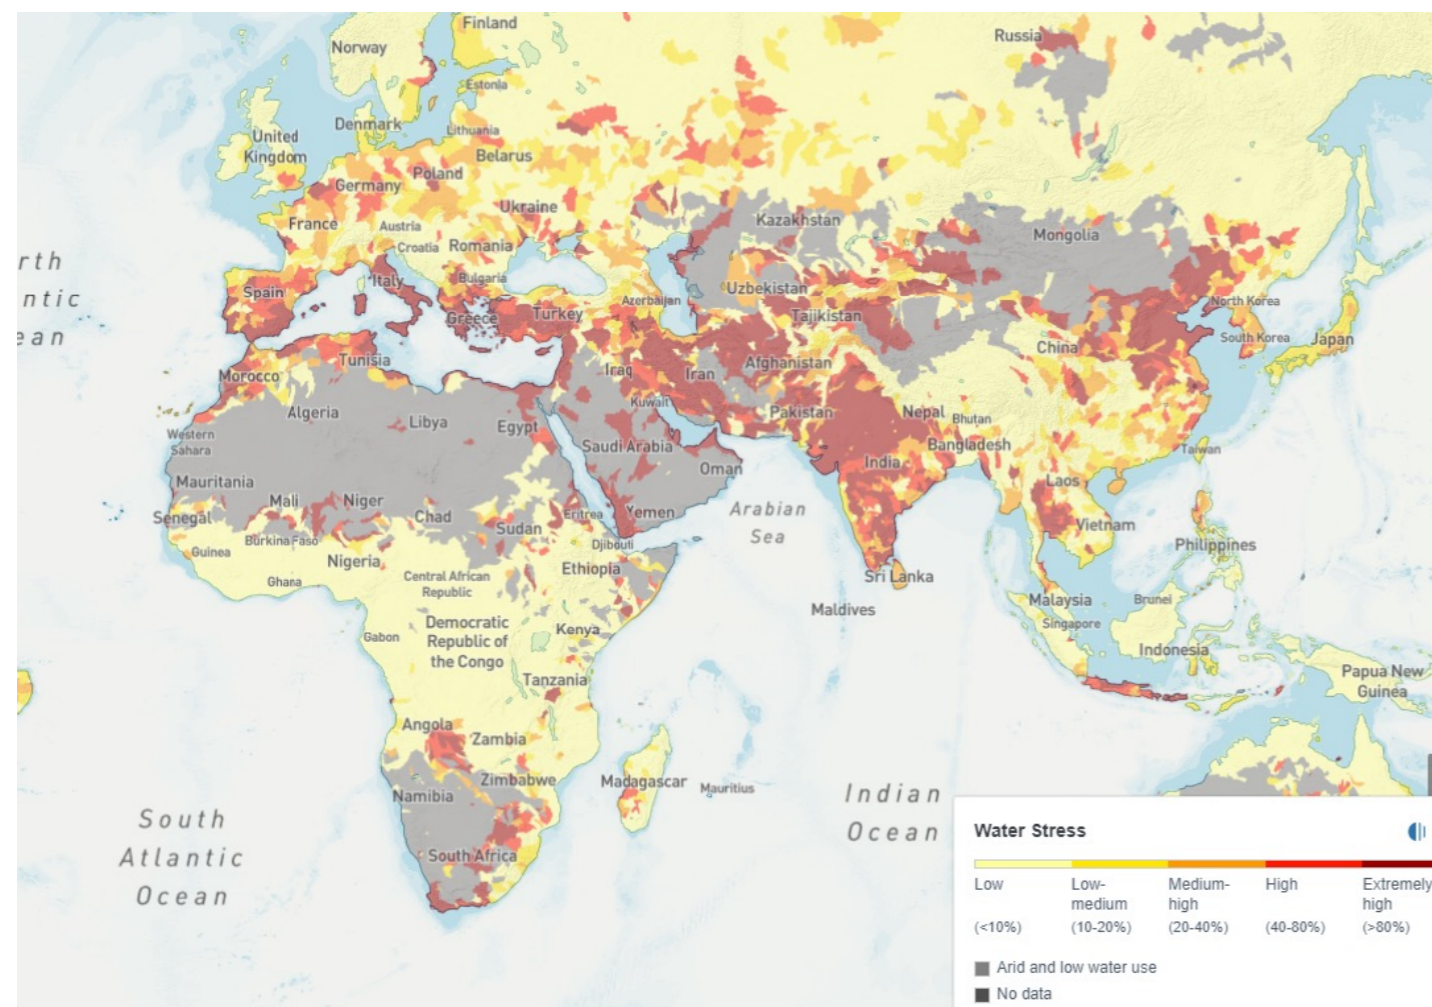 Finland
Norway
Russia
Estonia
Denmark
Lithuania
United
Kingdom
Belarus
Poland
Germany
Ukraine
France
Austria
Kazakhstan
Croatia
Romania
Mongolia
rth
ntic
ean
Italy
Bulgaria
Spain
Uzbekistan
Azerbaijan
North Korea
Greece
Turkey
Tajikistan
South Korea
Japan
China
Tunisia
Morocco
Iraq
Iran
Afghanistan
Kuwait
Pakistan
Nepal
Bhutan
Algeria
Libya
Egypt
Western
Sahara
Saudi Arabia
Bangladesh
Taiwan
India
Oman
Mauritania
Laos
Mali
Niger
Senegal
Chad
Sudan
Eritrea
Yemen
Arabian
Sea
Vietnam
Guinea
Burkina Faso
Djibouti
Philippines
Nigeria
Ethiopia
Ghana
Central African
Republic
Sri Lanka
Maldives
Malaysia
Brunei
Singapore
Democratic
Republic of
the Congo
Gabon
Kenya
Indonesia
Tanzania
Papua New
Guinea
Angola
Zambia
Zimbabwe
Madagascar
Mauritius
Namibia
South
Atlantic
Ocean
Indian
Ocean
South Africa
Water Stress
Low
Low-
medium
Medium-
high
High
Extremely
high
(<10%)
(10-20%)
(20-40%)
(40-80%)
(>80%)
Arid and low water use
No data